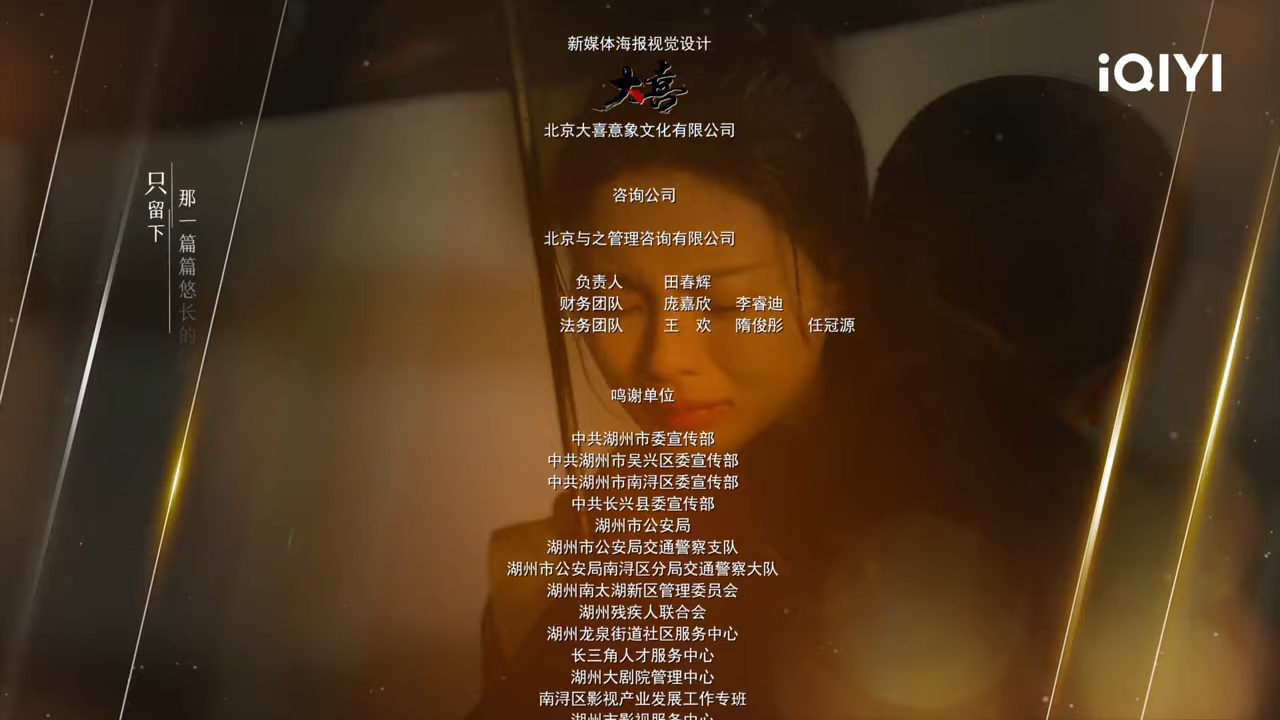 新媒体海报视觉设计
大喜
iQIYI
北京大喜意象文化有限公司
咨询公司
北京与之管理咨询有限公司
负责人 田春辉
财务团队 庞嘉欣 李睿迪
法务团队 王 欢 隋俊彤 任冠源
鸣谢单位
中共湖州市委宣传部
中共湖州市吴兴区委宣传部
中共湖州市南浔区委宣传部
中共长兴县委宣传部
湖州市公安局
湖州市公安局交通警察支队
湖州市公安局南浔区分局交通警察大队
湖州南太湖新区管理委员会
湖州残疾人联合会
湖州龙泉街道社区服务中心
长三角人才服务中心
湖州大剧院管理中心
南浔区影视产业发展工作专班
湖州市影视服务中心
只留下
那一篇篇悠长的